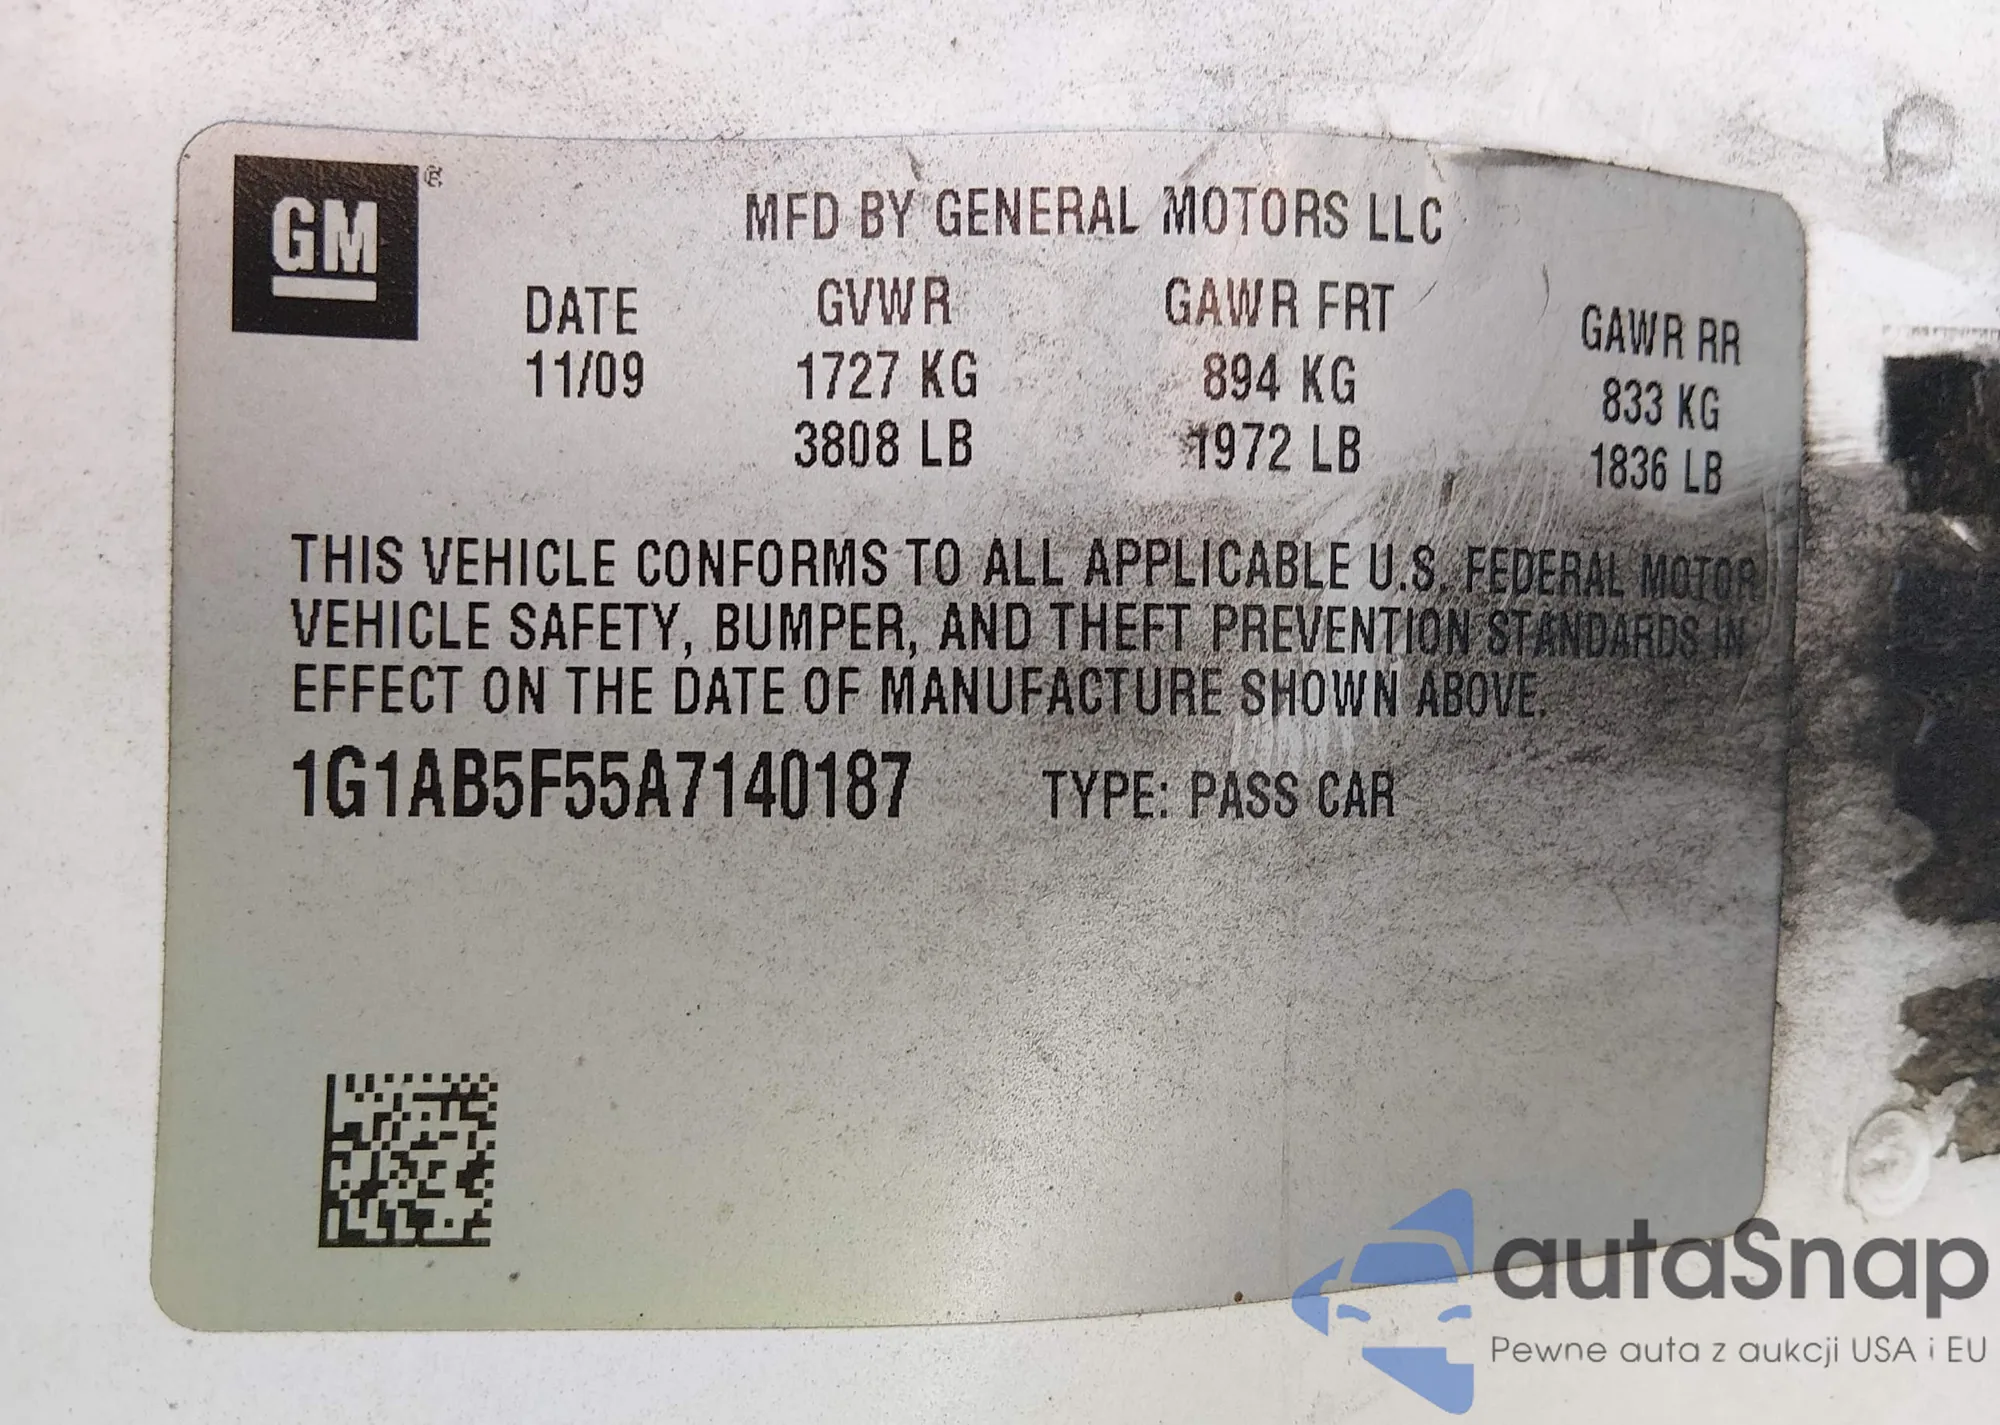 GM®
MFD BY GENERAL MOTORS LLC
DATE GVWR GAWR FRT GAWR RR
11/09 1727 KG 894 KG 833 KG
3808 LB 1972 LB 1836 LB
THIS VEHICLE CONFORMS TO ALL APPLICABLE U.S. FEDERAL MOTOR
VEHICLE SAFETY, BUMPER, AND THEFT PREVENTION STANDARDS IN
EFFECT ON THE DATE OF MANUFACTURE SHOWN ABOVE.
1G1AB5F55A7140187 TYPE: PASS CAR
autaSnap
Pewne auta z aukcji USA i EU